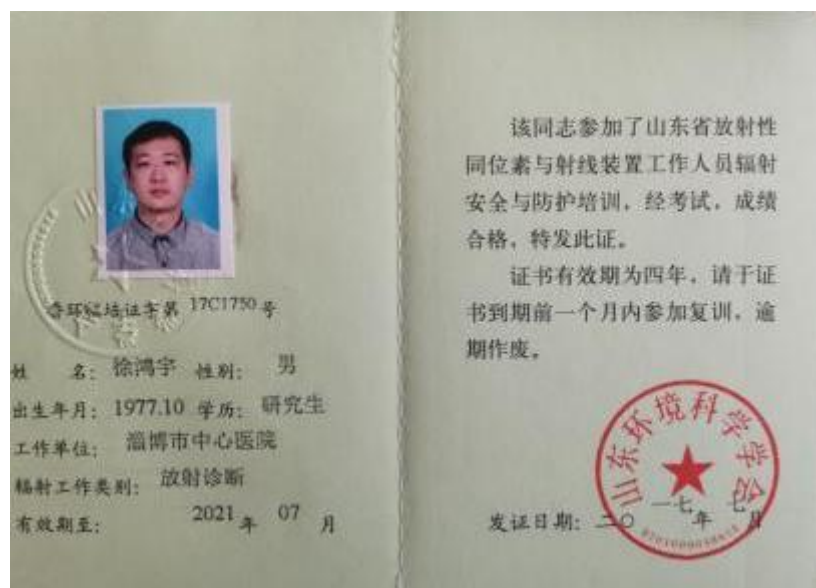 鲁环辐培证字第 17C1750 号
姓 名: 徐鸿宇 性别: 男
出生年月: 1977.10 学历: 研究生
工作单位: 淄博市中心医院
辐射工作类别: 放射诊断
有效期至: 2021 年 07 月
该同志参加了山东省放射性
同位素与射线装置工作人员辐射
安全与防护培训,经考试,成绩
合格,特发此证。
证书有效期为四年,请于证
书到期前一个月内参加复训,逾
期作废。
山东环境科学学会
发证日期: 二〇一七年 七月